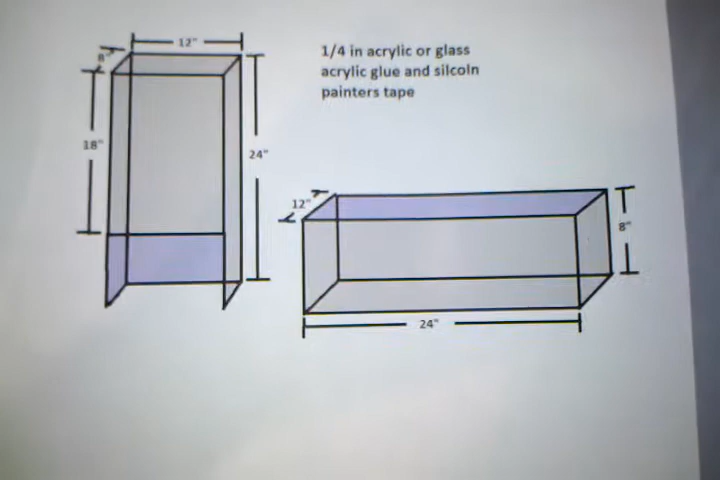 12"
8"
1/4 in acrylic or glass
acrylic glue and silcoln
painters tape
18"
24"
12"
8"
24"